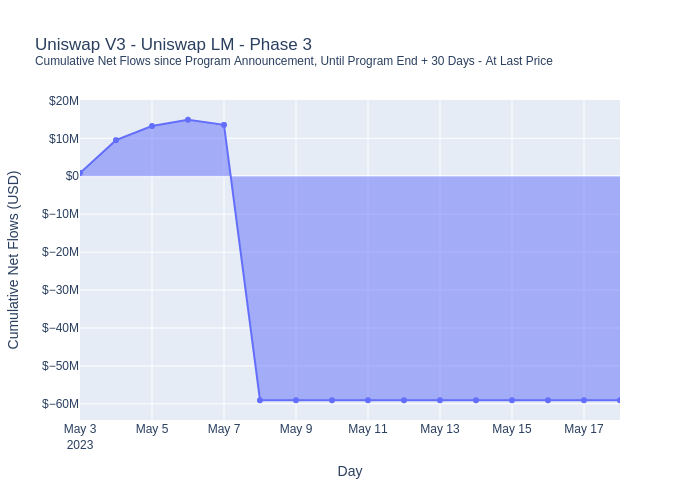 Uniswap V3 - Uniswap LM - Phase 3
Cumulative Net Flows since Program Announcement, Until Program End + 30 Days - At Last Price
Cumulative Net Flows (USD)
$20M
$10M
$0
$−10M
$−20M
$−30M
$−40M
$−50M
$−60M
May 3 May 5 May 7 May 9 May 11 May 13 May 15 May 17
2023
Day